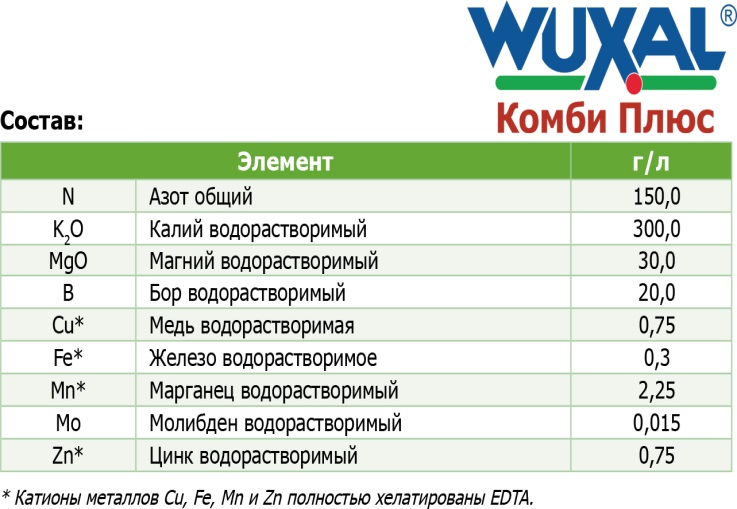 WUXAL®
Комби Плюс
Состав:
Элемент г/л
N Азот общий 150,0
K₂O Калий водорастворимый 300,0
MgO Магний водорастворимый 30,0
B Бор водорастворимый 20,0
Cu* Медь водорастворимая 0,75
Fe* Железо водорастворимое 0,3
Mn* Марганец водорастворимый 2,25
Mo Молибден водорастворимый 0,015
Zn* Цинк водорастворимый 0,75
* Катионы металлов Cu, Fe, Mn и Zn полностью хелатированы EDTA.